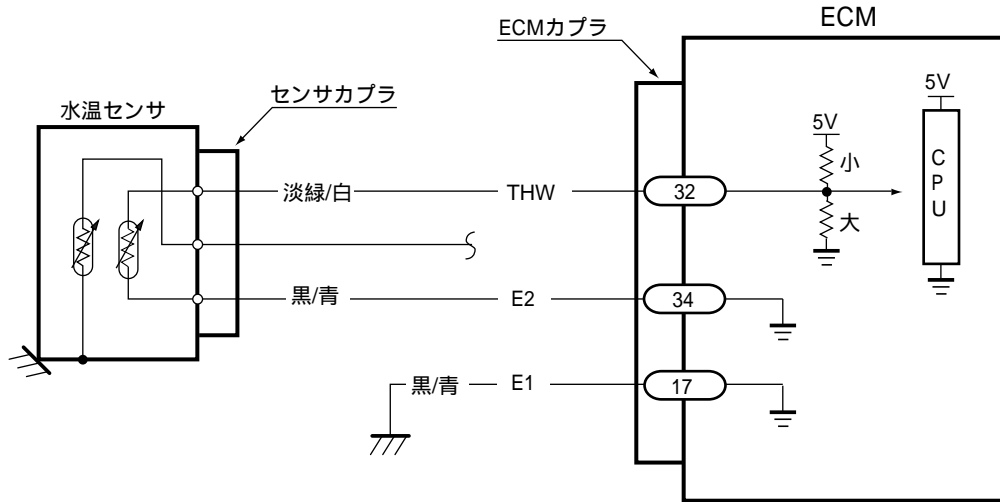 ECM
ECMカプラ
センサカプラ
水温センサ
5V
5V
小
大
CPU
淡緑/白
THW
32
黒/青
E2
34
黒/青
E1
17